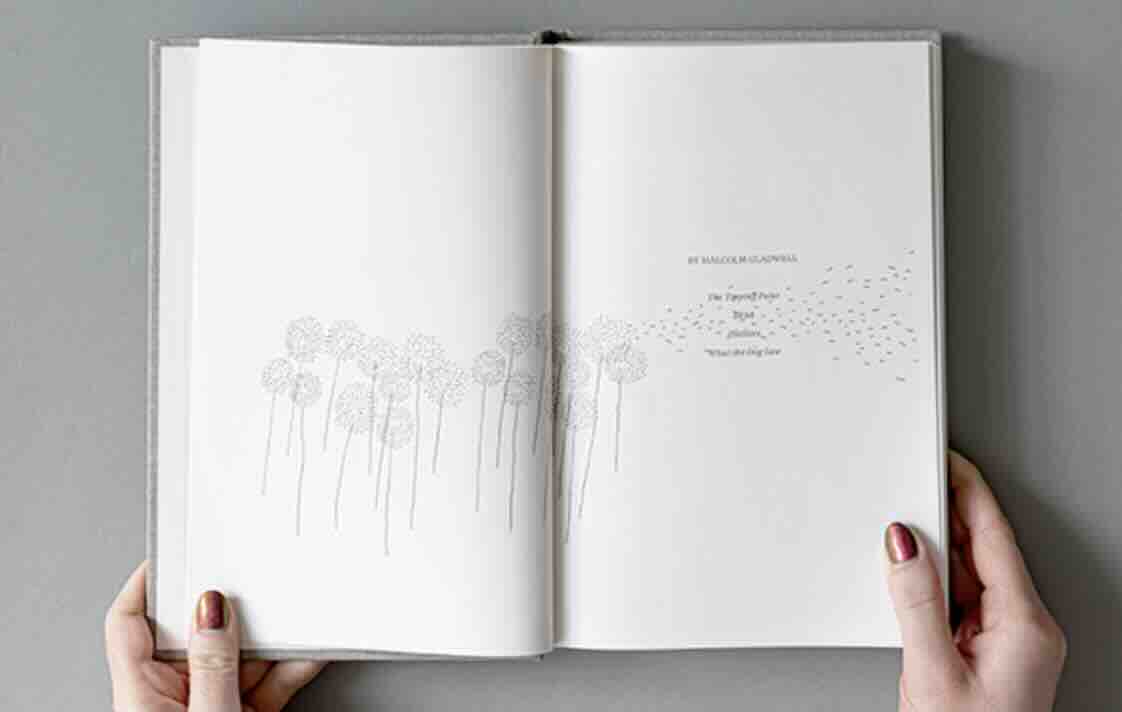 BY MALCOLM GLADWELL
The Tipping Point
Blink
Outliers
What the Dog Saw